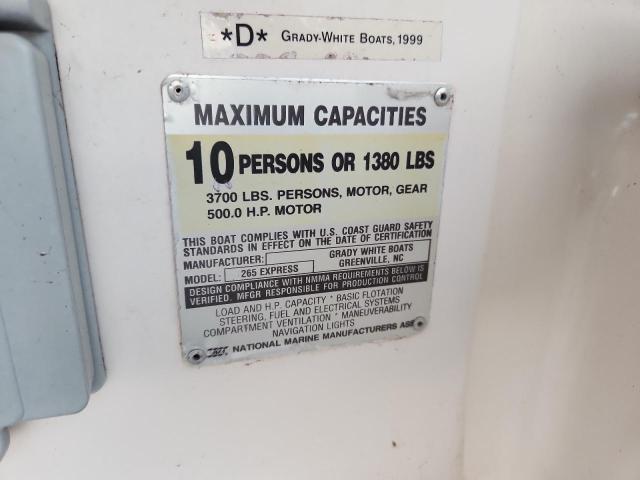 *D* GRADY-WHITE BOATS, 1999
MAXIMUM CAPACITIES
10 PERSONS OR 1380 LBS
3700 LBS. PERSONS, MOTOR, GEAR
500.0 H.P. MOTOR
THIS BOAT COMPLIES WITH U.S. COAST GUARD SAFETY
STANDARDS IN EFFECT ON THE DATE OF CERTIFICATION
MANUFACTURER: GRADY WHITE BOATS
GREENVILLE, NC
MODEL: 265 EXPRESS
DESIGN COMPLIANCE WITH NMMA REQUIREMENTS BELOW IS
VERIFIED. MFGR RESPONSIBLE FOR PRODUCTION CONTROL
LOAD AND H.P. CAPACITY * BASIC FLOTATION
STEERING, FUEL AND ELECTRICAL SYSTEMS
COMPARTMENT VENTILATION * MANEUVERABILITY
NAVIGATION LIGHTS
NATIONAL MARINE MANUFACTURERS